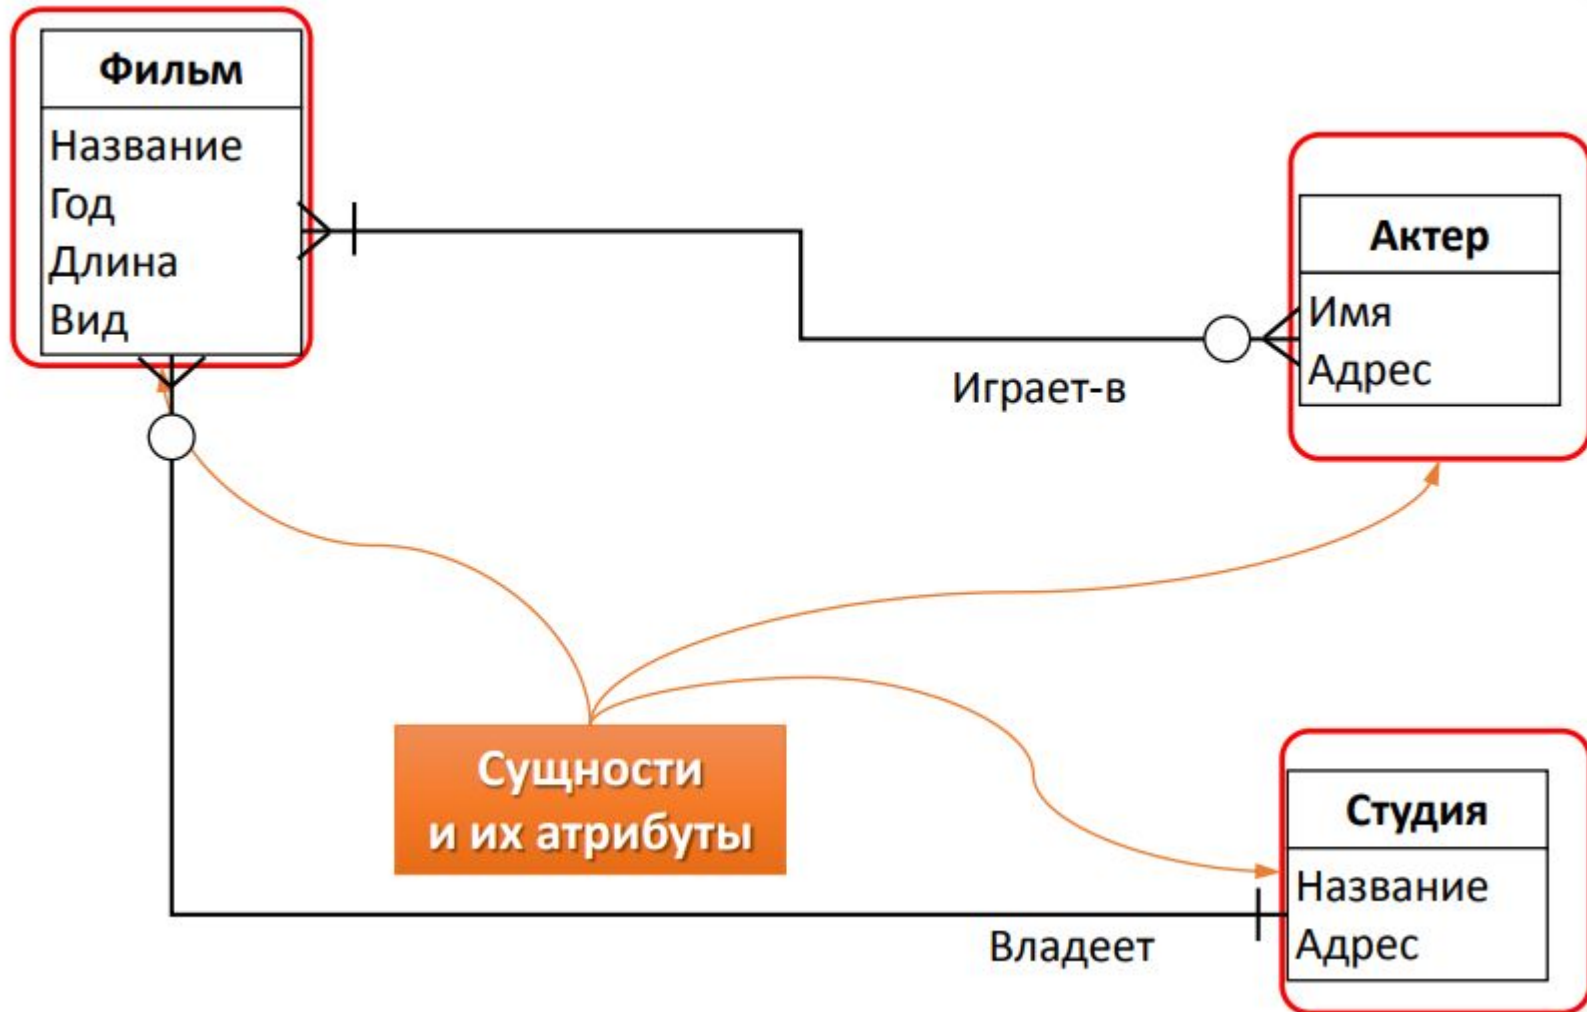 Фильм
Название
Год
Длина
Вид
Актер
Имя
Адрес
Играет-в
Сущности
и их атрибуты
Студия
Название
Адрес
Владеет